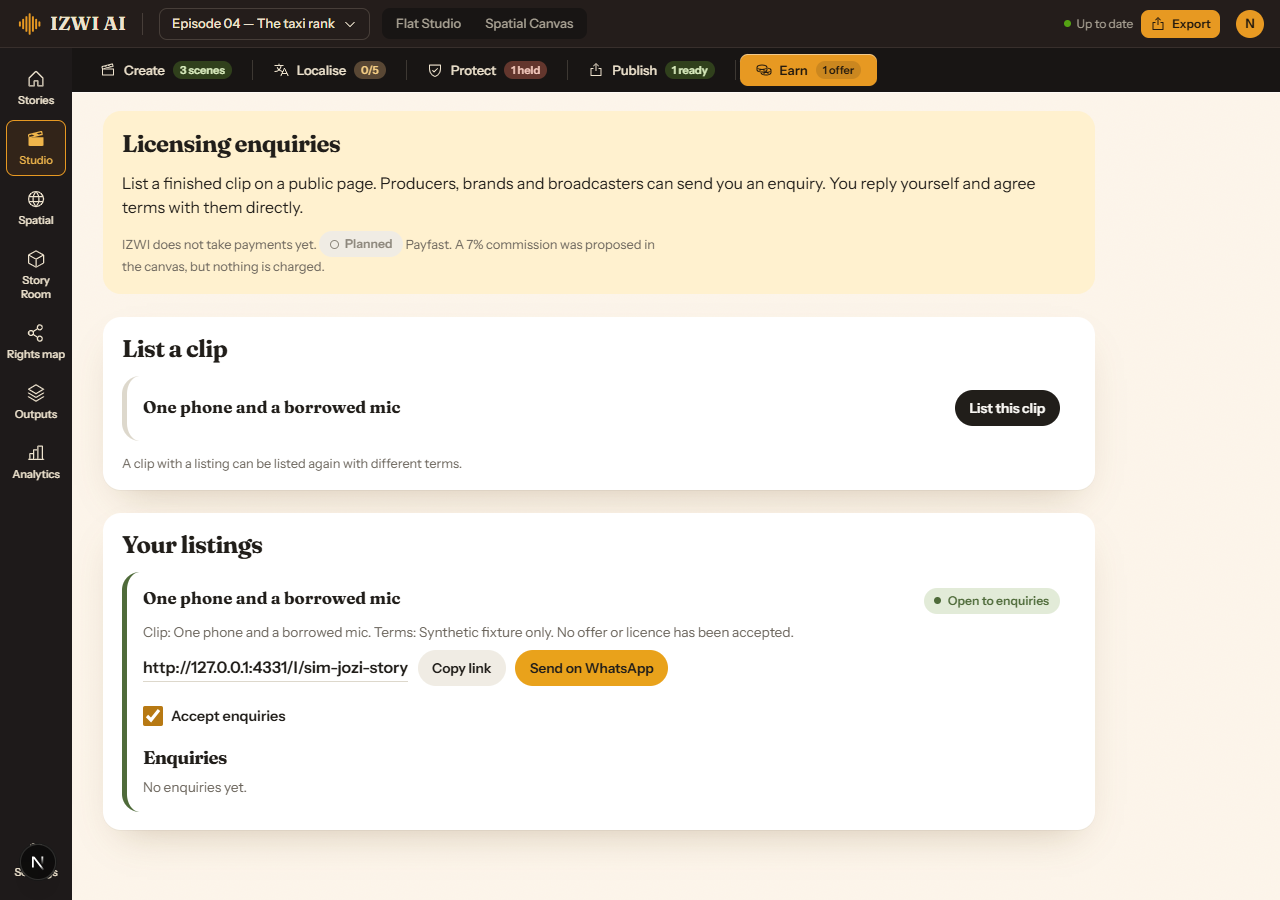 IZWI AI
Episode 04 — The taxi rank
Flat Studio
Spatial Canvas
Up to date
Export
N
Create 3 scenes
Localise 0/5
Protect 1 held
Publish 1 ready
Earn 1 offer
Stories
Studio
Spatial
Story
Room
Rights map
Outputs
Analytics
N
Licensing enquiries
List a finished clip on a public page. Producers, brands and broadcasters can send you an enquiry. You reply yourself and agree
terms with them directly.
IZWI does not take payments yet. Planned Payfast. A 7% commission was proposed in
the canvas, but nothing is charged.
List a clip
One phone and a borrowed mic
List this clip
A clip with a listing can be listed again with different terms.
Your listings
One phone and a borrowed mic
Open to enquiries
Clip: One phone and a borrowed mic. Terms: Synthetic fixture only. No offer or licence has been accepted.
http://127.0.0.1:4331/l/sim-jozi-story
Copy link
Send on WhatsApp
Accept enquiries
Enquiries
No enquiries yet.